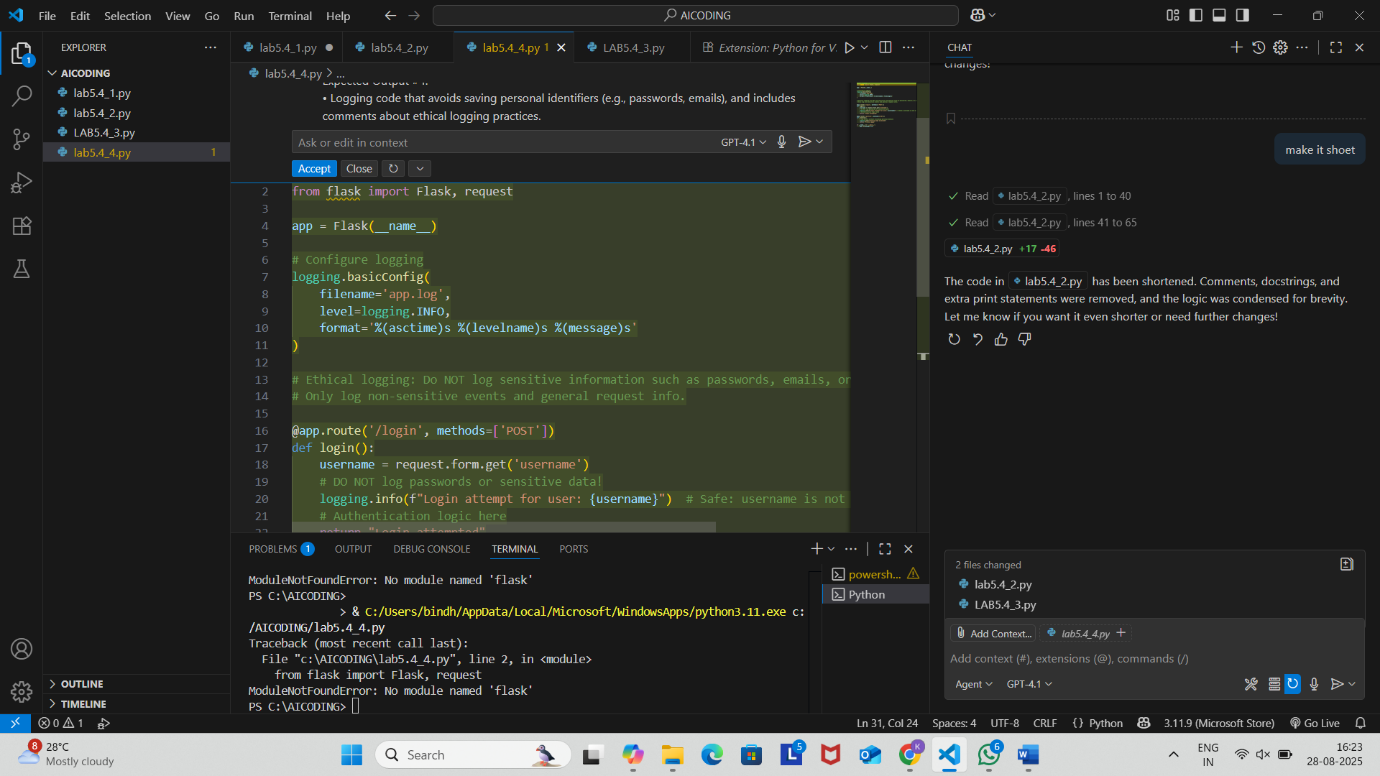 File Edit Selection View Go Run Terminal Help
AICODING
EXPLORER
AICODING
lab5.4_1.py
lab5.4_2.py
LAB5.4_3.py
lab5.4_4.py 1
OUTLINE
TIMELINE
1
lab5.4_1.py
lab5.4_2.py
lab5.4_4.py 1
LAB5.4_3.py
Extension: Python for V
lab5.4_4.py > ...
• Logging code that avoids saving personal identifiers (e.g., passwords, emails), and includes
comments about ethical logging practices.
Ask or edit in context GPT-4.1
Accept Close
2 from flask import Flask, request
3
4 app = Flask(__name__)
5
6 # Configure logging
7 logging.basicConfig(
8 filename='app.log',
9 level=logging.INFO,
10 format='%(asctime)s %(levelname)s %(message)s'
11 )
12
13 # Ethical logging: Do NOT log sensitive information such as passwords, emails, or
14 # Only log non-sensitive events and general request info.
15
16 @app.route('/login', methods=['POST'])
17 def login():
18 username = request.form.get('username')
19 # DO NOT log passwords or sensitive data!
20 logging.info(f"Login attempt for user: {username}") # Safe: username is not
21 # Authentication logic here
PROBLEMS 1 OUTPUT DEBUG CONSOLE TERMINAL PORTS
ModuleNotFoundError: No module named 'flask'
PS C:\AICODING>
> & C:/Users/bindh/AppData/Local/Microsoft/WindowsApps/python3.11.exe c:
/AICODING/lab5.4_4.py
Traceback (most recent call last):
File "c:\AICODING\lab5.4_4.py", line 2, in <module>
from flask import Flask, request
ModuleNotFoundError: No module named 'flask'
PS C:\AICODING>
powersh...
Python
CHAT
changes!
make it shoet
Read lab5.4_2.py, lines 1 to 40
Read lab5.4_2.py, lines 41 to 65
lab5.4_2.py +17 -46
The code in lab5.4_2.py has been shortened. Comments, docstrings, and
extra print statements were removed, and the logic was condensed for brevity.
Let me know if you want it even shorter or need further changes!
2 files changed
lab5.4_2.py
LAB5.4_3.py
Add Context... lab5.4_4.py
Add context (#), extensions (@), commands (/)
Agent GPT-4.1
0 1 Ln 31, Col 24 Spaces: 4 UTF-8 CRLF {} Python 3.11.9 (Microsoft Store) Go Live
8 28°C
Mostly cloudy
Search
5
K
6
ENG
IN
16:23
28-08-2025